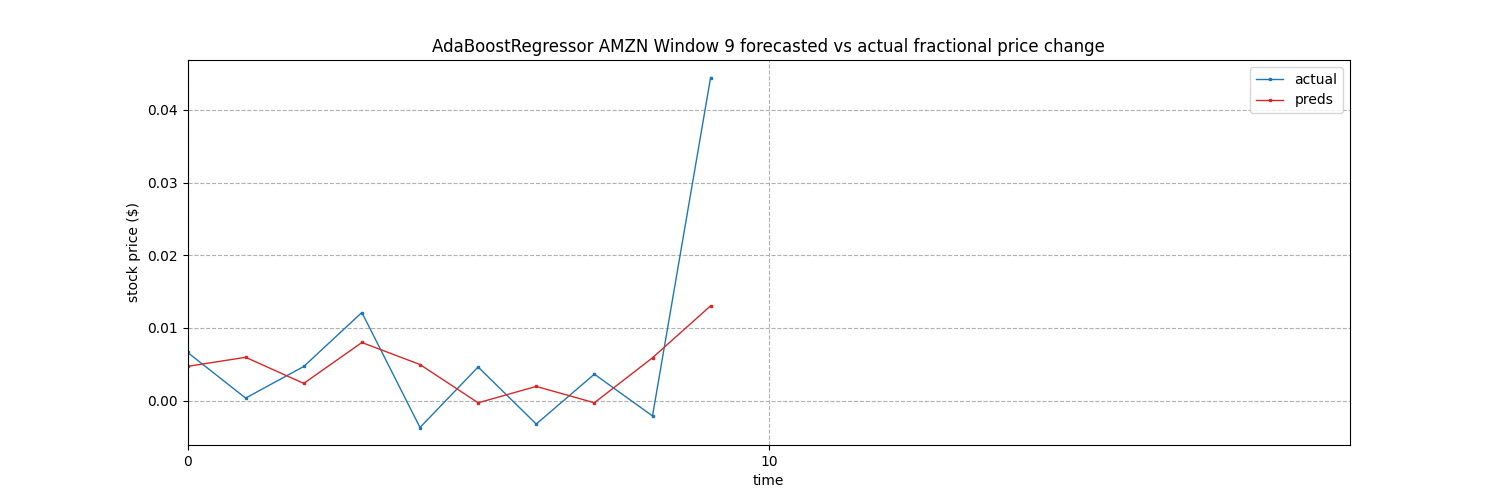 AdaBoostRegressor AMZN Window 9 forecasted vs actual fractional price change
actual
preds
stock price ($)
0.04
0.03
0.02
0.01
0.00
0
10
time